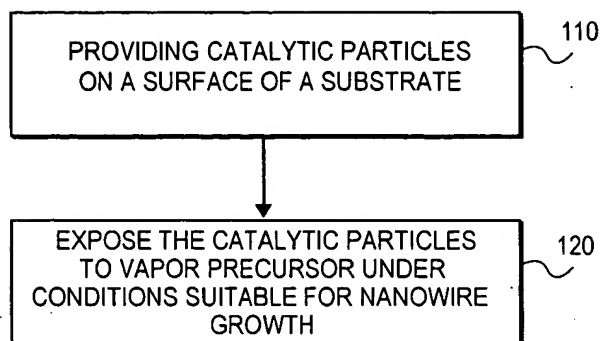 PROVIDING CATALYTIC PARTICLES
ON A SURFACE OF A SUBSTRATE
110
EXPOSE THE CATALYTIC PARTICLES
TO VAPOR PRECURSOR UNDER
CONDITIONS SUITABLE FOR NANOWIRE
GROWTH
120